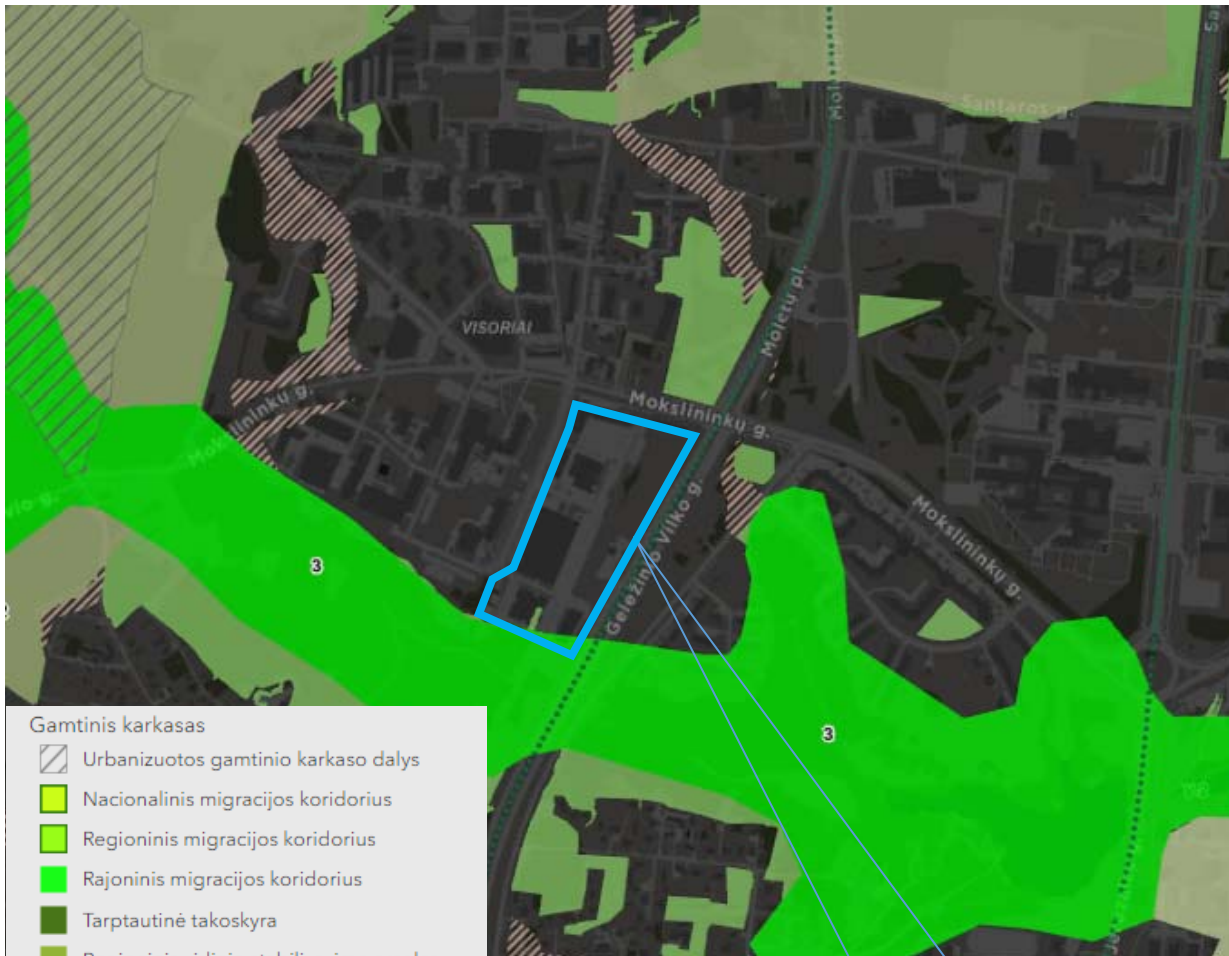 Santaros g.
VISORIAI
Molėtų pl.
Mokslininkų g.
Mokslininkų g.
Mokslininkų g.
Geležinio Vilko g.
3
3
Gamtinis karkasas
Urbanizuotos gamtinio karkaso dalys
Nacionalinis migracijos koridorius
Regioninis migracijos koridorius
Rajoninis migracijos koridorius
Tarptautinė takoskyra